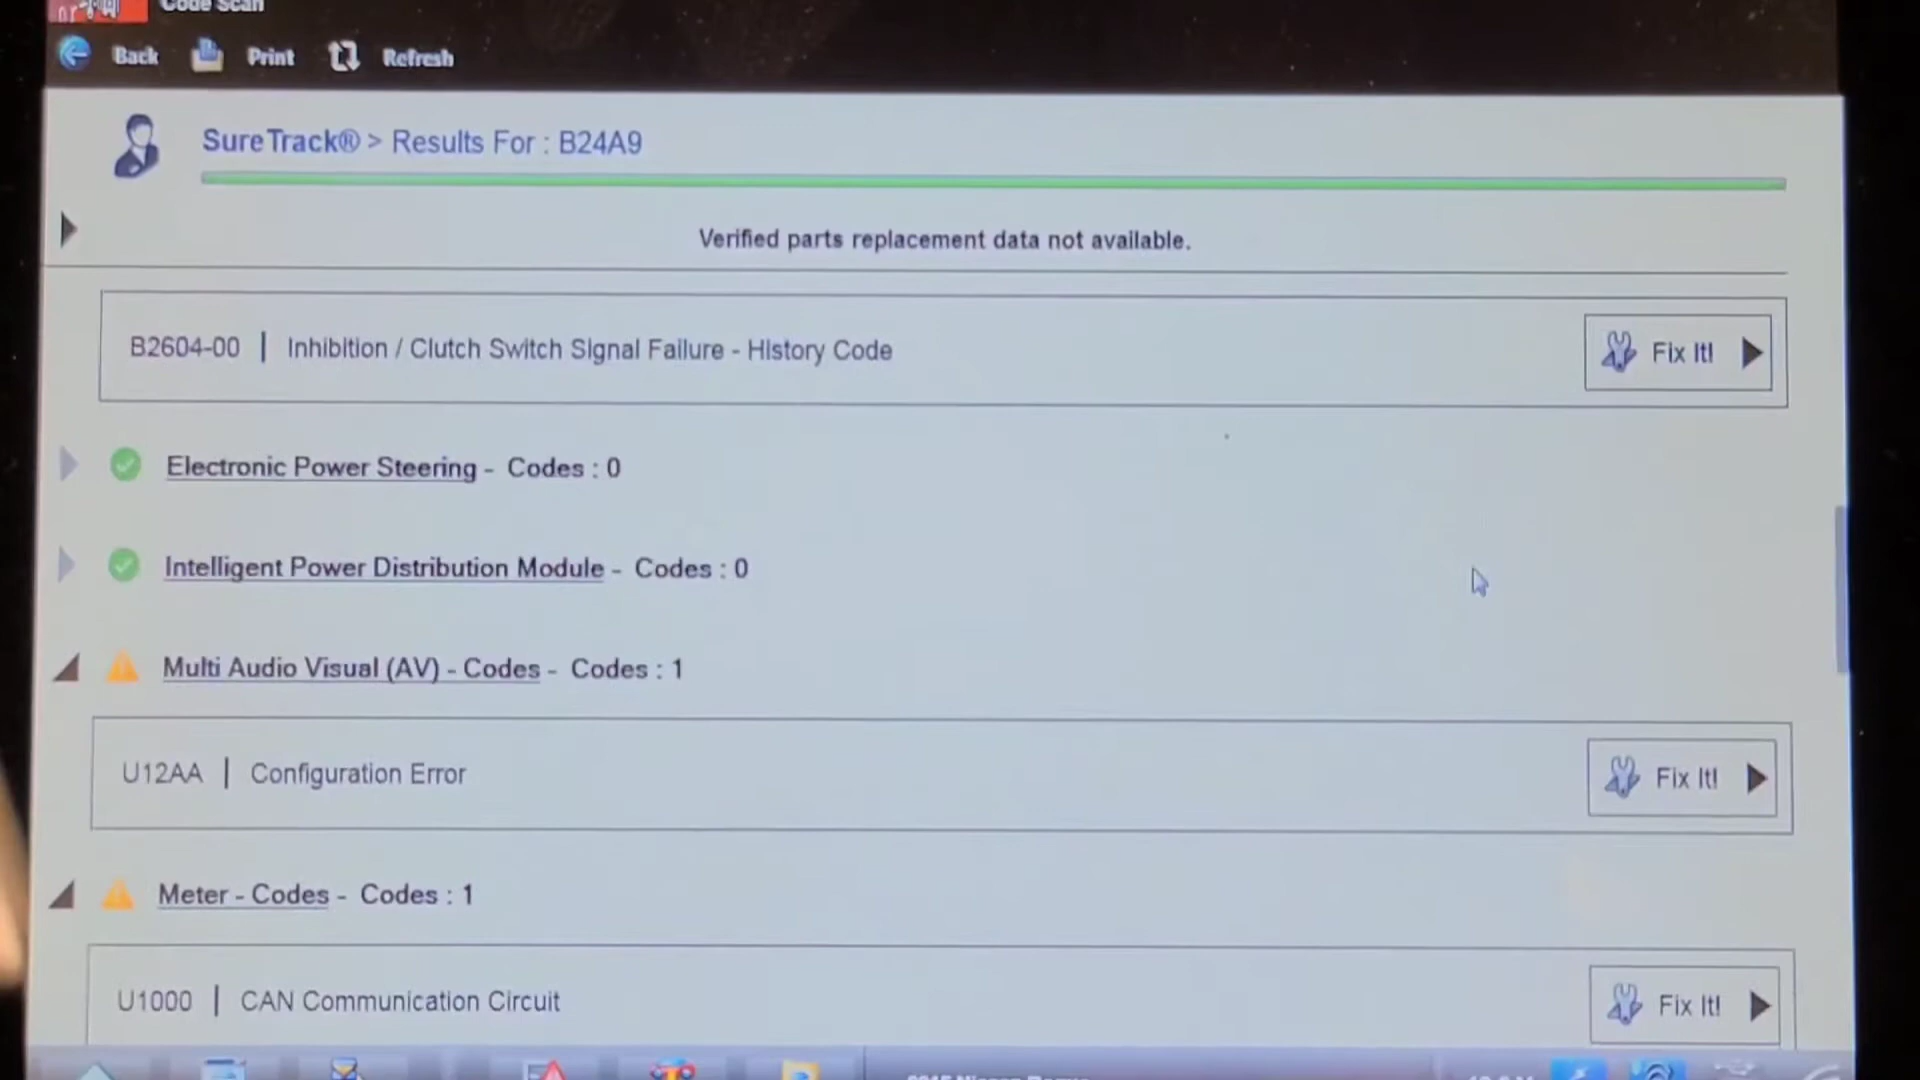 Code Scan
Back Print Refresh
SureTrack® > Results For : B24A9
Verified parts replacement data not available.
B2604-00 | Inhibition / Clutch Switch Signal Failure - History Code
Fix It!
Electronic Power Steering - Codes : 0
Intelligent Power Distribution Module - Codes : 0
Multi Audio Visual (AV) - Codes - Codes : 1
U12AA | Configuration Error
Fix It!
Meter - Codes - Codes : 1
U1000 | CAN Communication Circuit
Fix It!